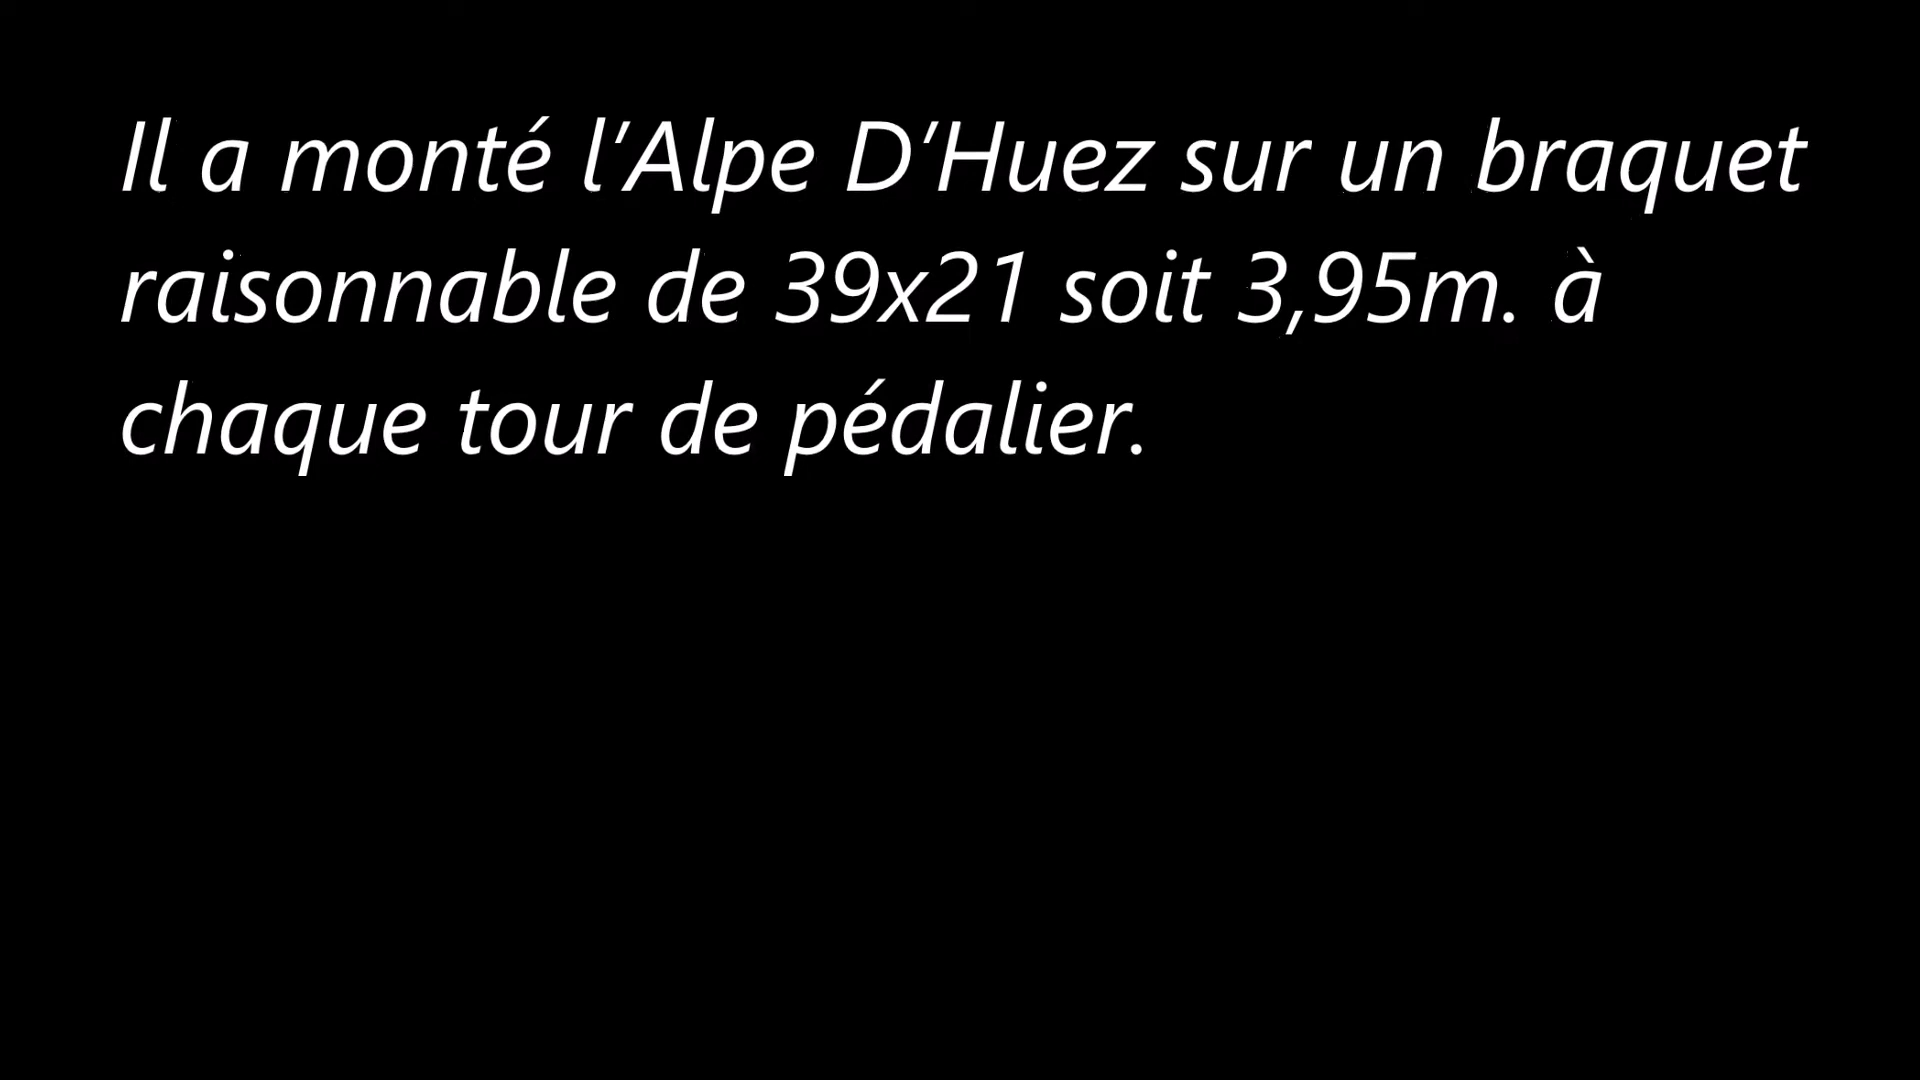 Il a monté l'Alpe D'Huez sur un braquet
raisonnable de 39x21 soit 3,95m. à
chaque tour de pédalier.